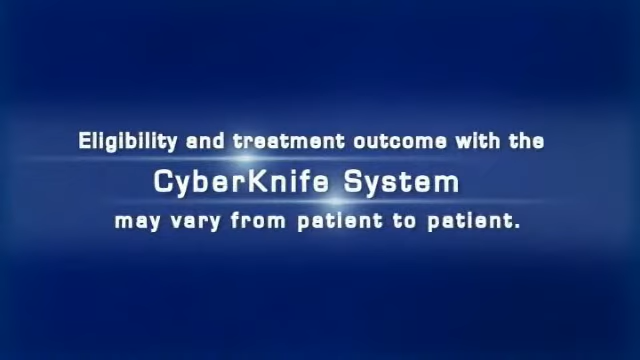 Eligibility and treatment outcome with the
CyberKnife System
may vary from patient to patient.